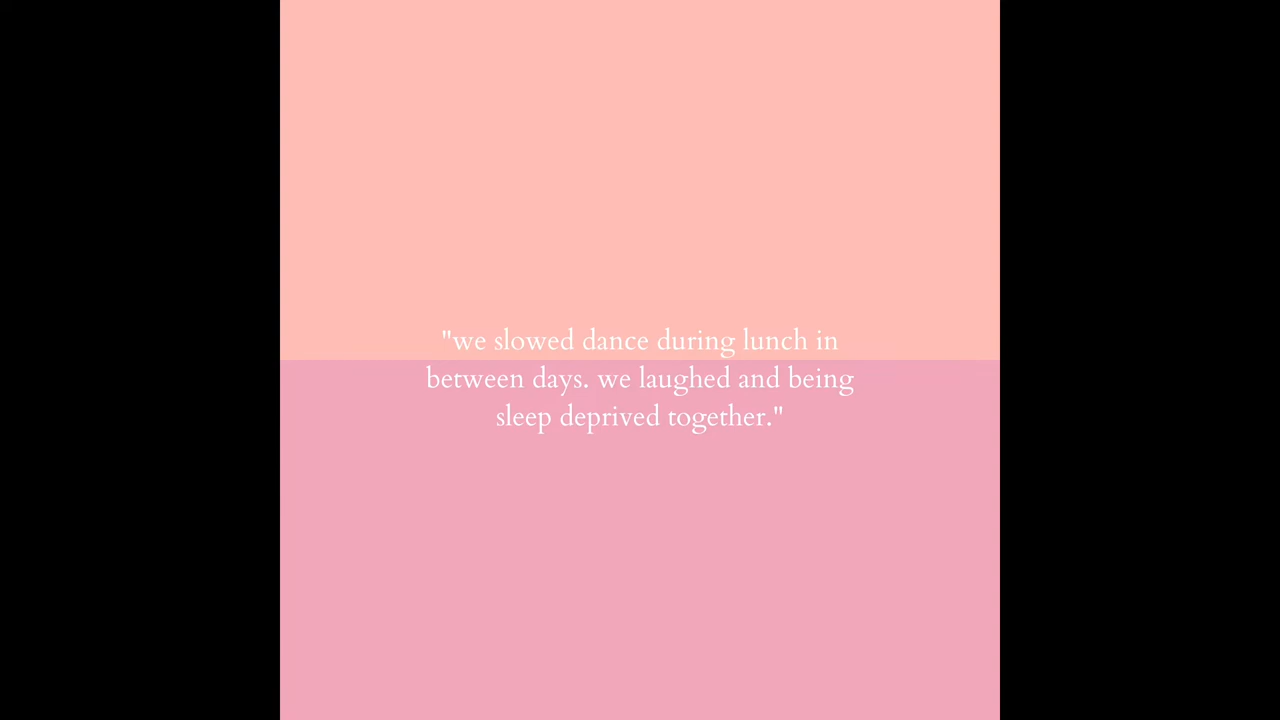 "we slowed dance during lunch in
between days. we laughed and being
sleep deprived together."